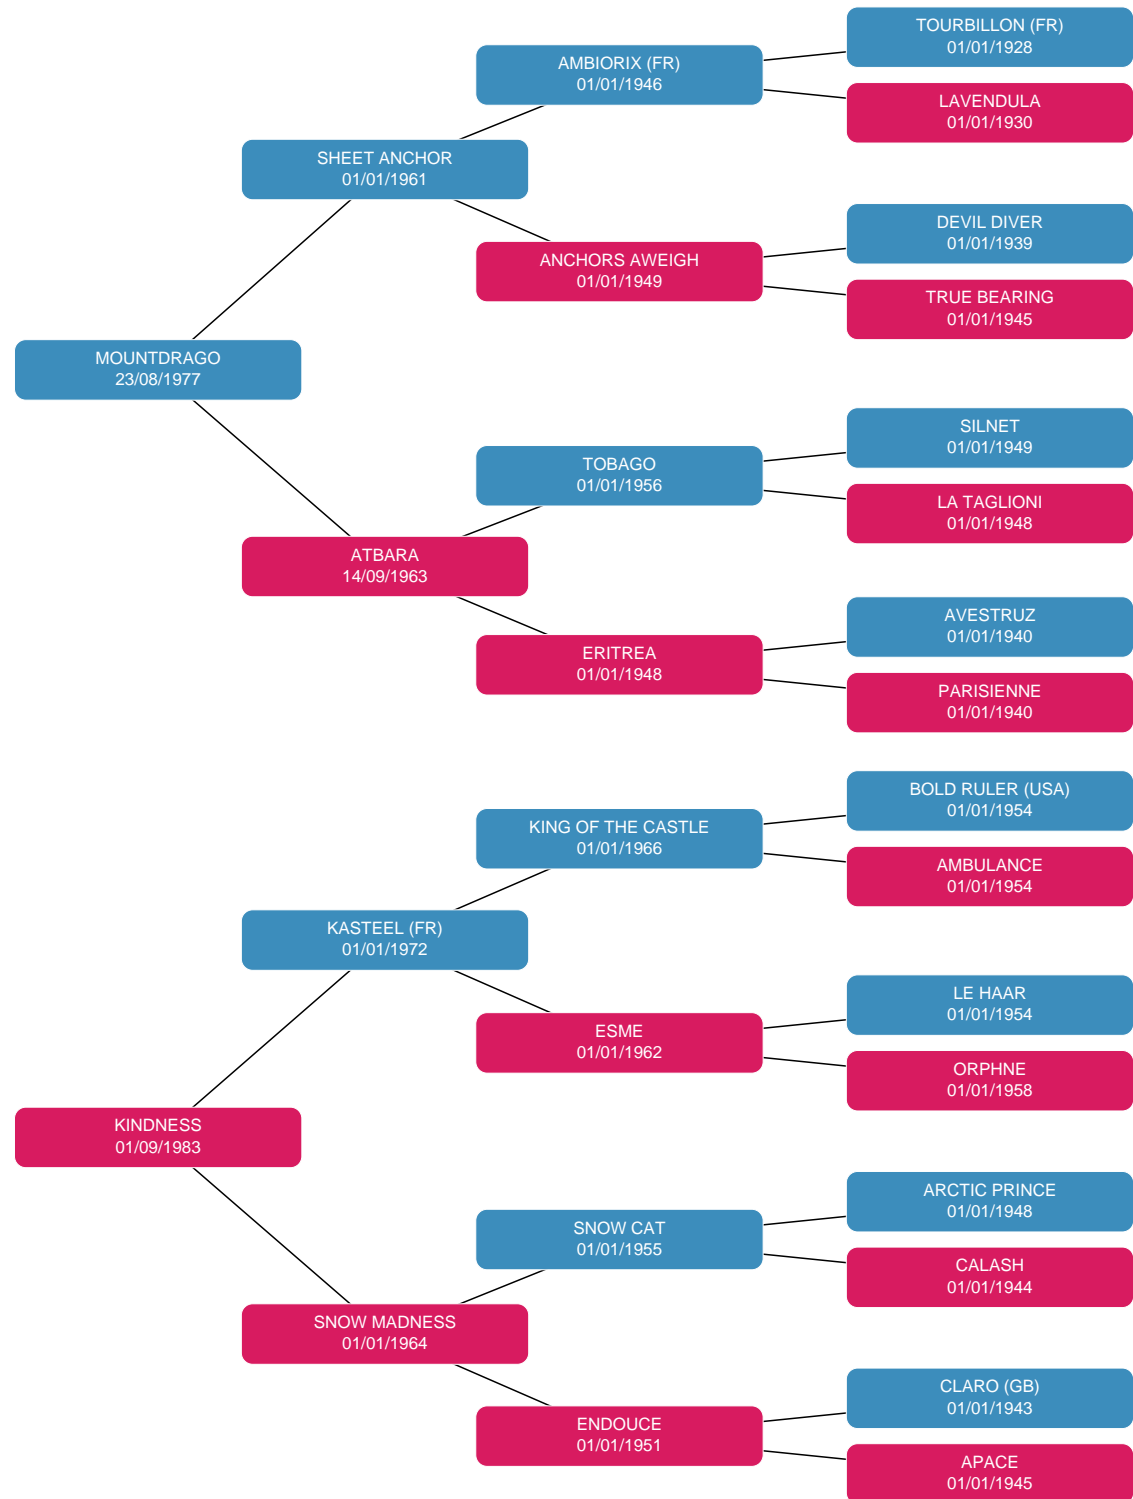 TOURBILLON (FR)
01/01/1928
AMBIORIX (FR)
01/01/1946
LAVENDULA
01/01/1930
SHEET ANCHOR
01/01/1961
DEVIL DIVER
01/01/1939
ANCHORS AWEIGH
01/01/1949
TRUE BEARING
01/01/1945
MOUNTDRAGO
23/08/1977
SILNET
01/01/1949
TOBAGO
01/01/1956
LA TAGLIONI
01/01/1948
ATBARA
14/09/1963
AVESTRUZ
01/01/1940
ERITREA
01/01/1948
PARISIENNE
01/01/1940
BOLD RULER (USA)
01/01/1954
KING OF THE CASTLE
01/01/1966
AMBULANCE
01/01/1954
KASTEEL (FR)
01/01/1972
LE HAAR
01/01/1954
ESME
01/01/1962
ORPHNE
01/01/1958
KINDNESS
01/09/1983
ARCTIC PRINCE
01/01/1948
SNOW CAT
01/01/1955
CALASH
01/01/1944
SNOW MADNESS
01/01/1964
CLARO (GB)
01/01/1943
ENDOUCE
01/01/1951
APACE
01/01/1945